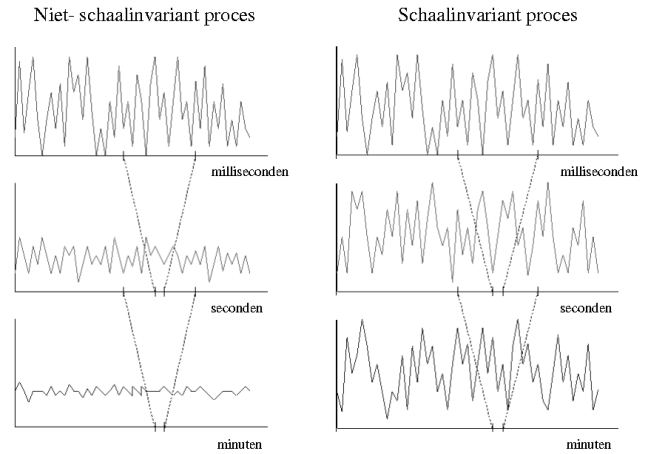 Niet- schaalinvariant proces
Schaalinvariant proces
milliseconden
milliseconden
seconden
seconden
minuten
minuten